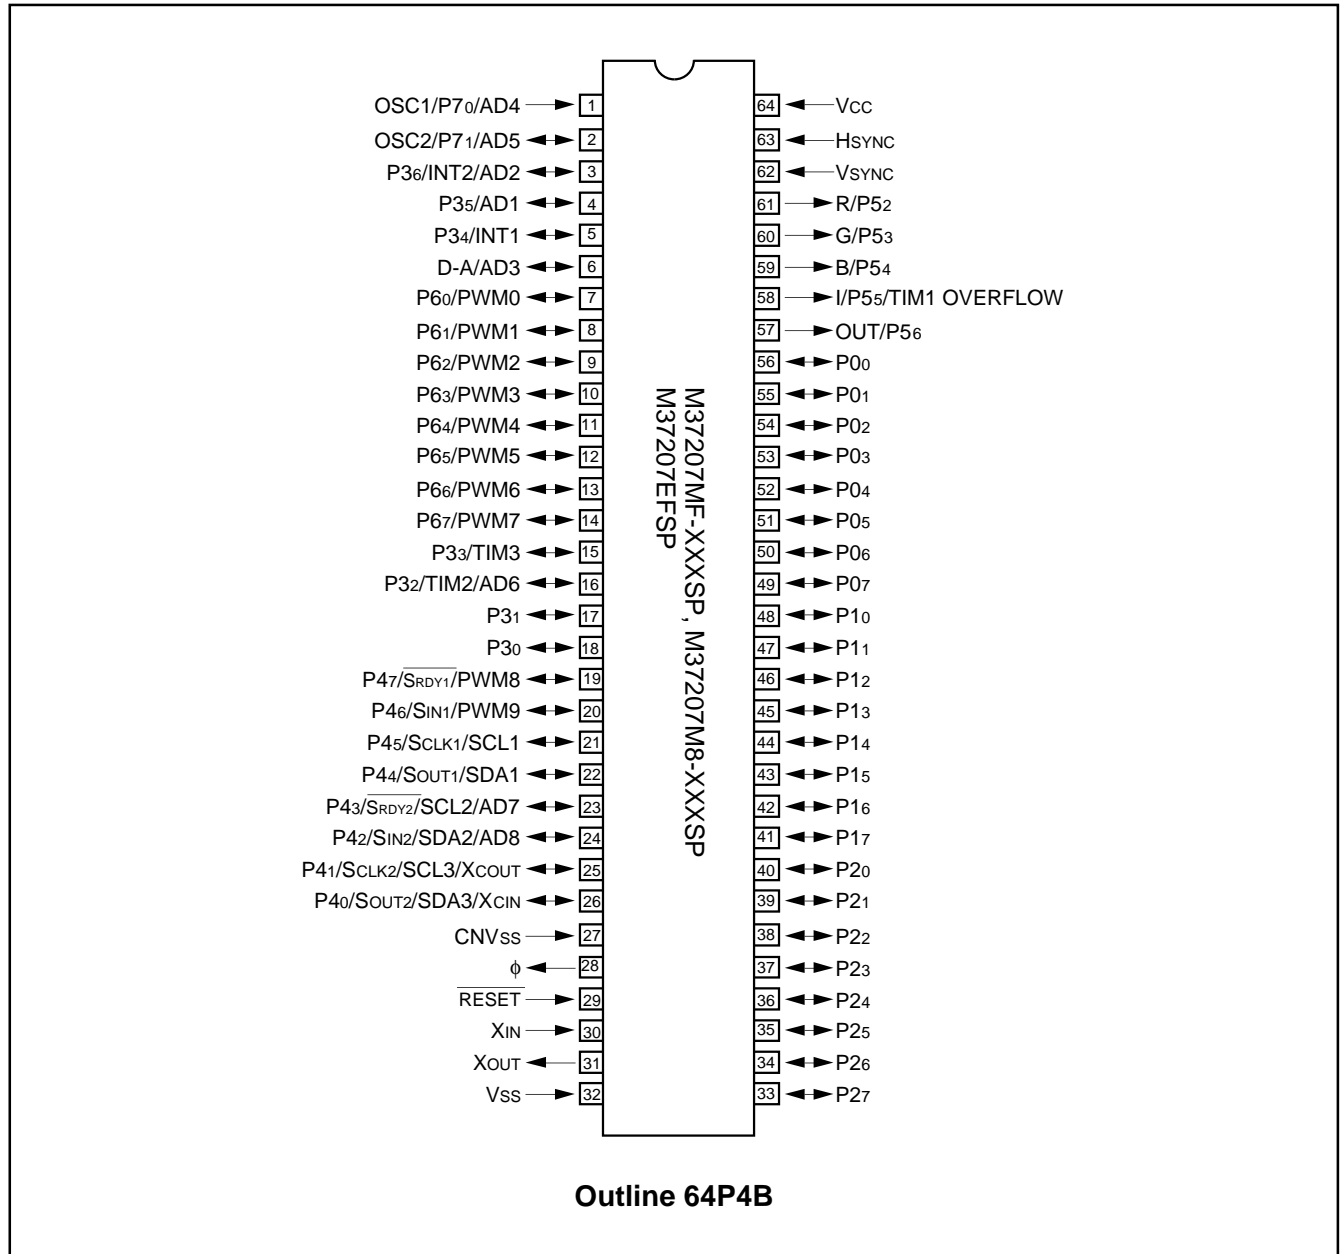 OSC1/P7₀/AD4 1 64 VCC
OSC2/P7₁/AD5 2 63 HSYNC
P3₆/INT2/AD2 3 62 VSYNC
P3₅/AD1 4 61 R/P5₂
P3₄/INT1 5 60 G/P5₃
D-A/AD3 6 59 B/P5₄
P6₀/PWM0 7 58 I/P5₅/TIM1 OVERFLOW
P6₁/PWM1 8 57 OUT/P5₆
P6₂/PWM2 9 56 P0₀
P6₃/PWM3 10 55 P0₁
P6₄/PWM4 11 54 P0₂
P6₅/PWM5 12 53 P0₃
P6₆/PWM6 13 52 P0₄
P6₇/PWM7 14 51 P0₅
P3₃/TIM3 15 50 P0₆
P3₂/TIM2/AD6 16 49 P0₇
P3₁ 17 48 P1₀
P3₀ 18 47 P1₁
P4₇/SRDY1/PWM8 19 46 P1₂
P4₆/SIN1/PWM9 20 45 P1₃
P4₅/SCLK1/SCL1 21 44 P1₄
P4₄/SOUT1/SDA1 22 43 P1₅
P4₃/SRDY2/SCL2/AD7 23 42 P1₆
P4₂/SIN2/SDA2/AD8 24 41 P1₇
P4₁/SCLK2/SCL3/XCOUT 25 40 P2₀
P4₀/SOUT2/SDA3/XCIN 26 39 P2₁
CNVSS 27 38 P2₂
ϕ 28 37 P2₃
RESET 29 36 P2₄
XIN 30 35 P2₅
XOUT 31 34 P2₆
VSS 32 33 P2₇
M37207MF-XXXSP, M37207M8-XXXSP
M37207EFSP
Outline 64P4B